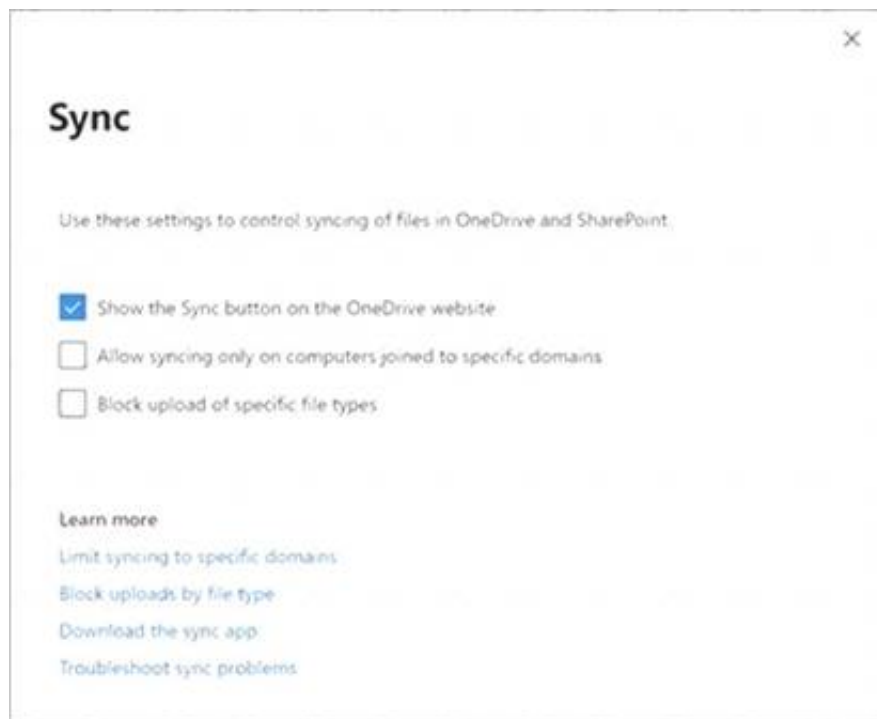 Sync
Use these settings to control syncing of files in OneDrive and SharePoint.
Show the Sync button on the OneDrive website
Allow syncing only on computers joined to specific domains
Block upload of specific file types
Learn more
Limit syncing to specific domains
Block uploads by file type
Download the sync app
Troubleshoot sync problems